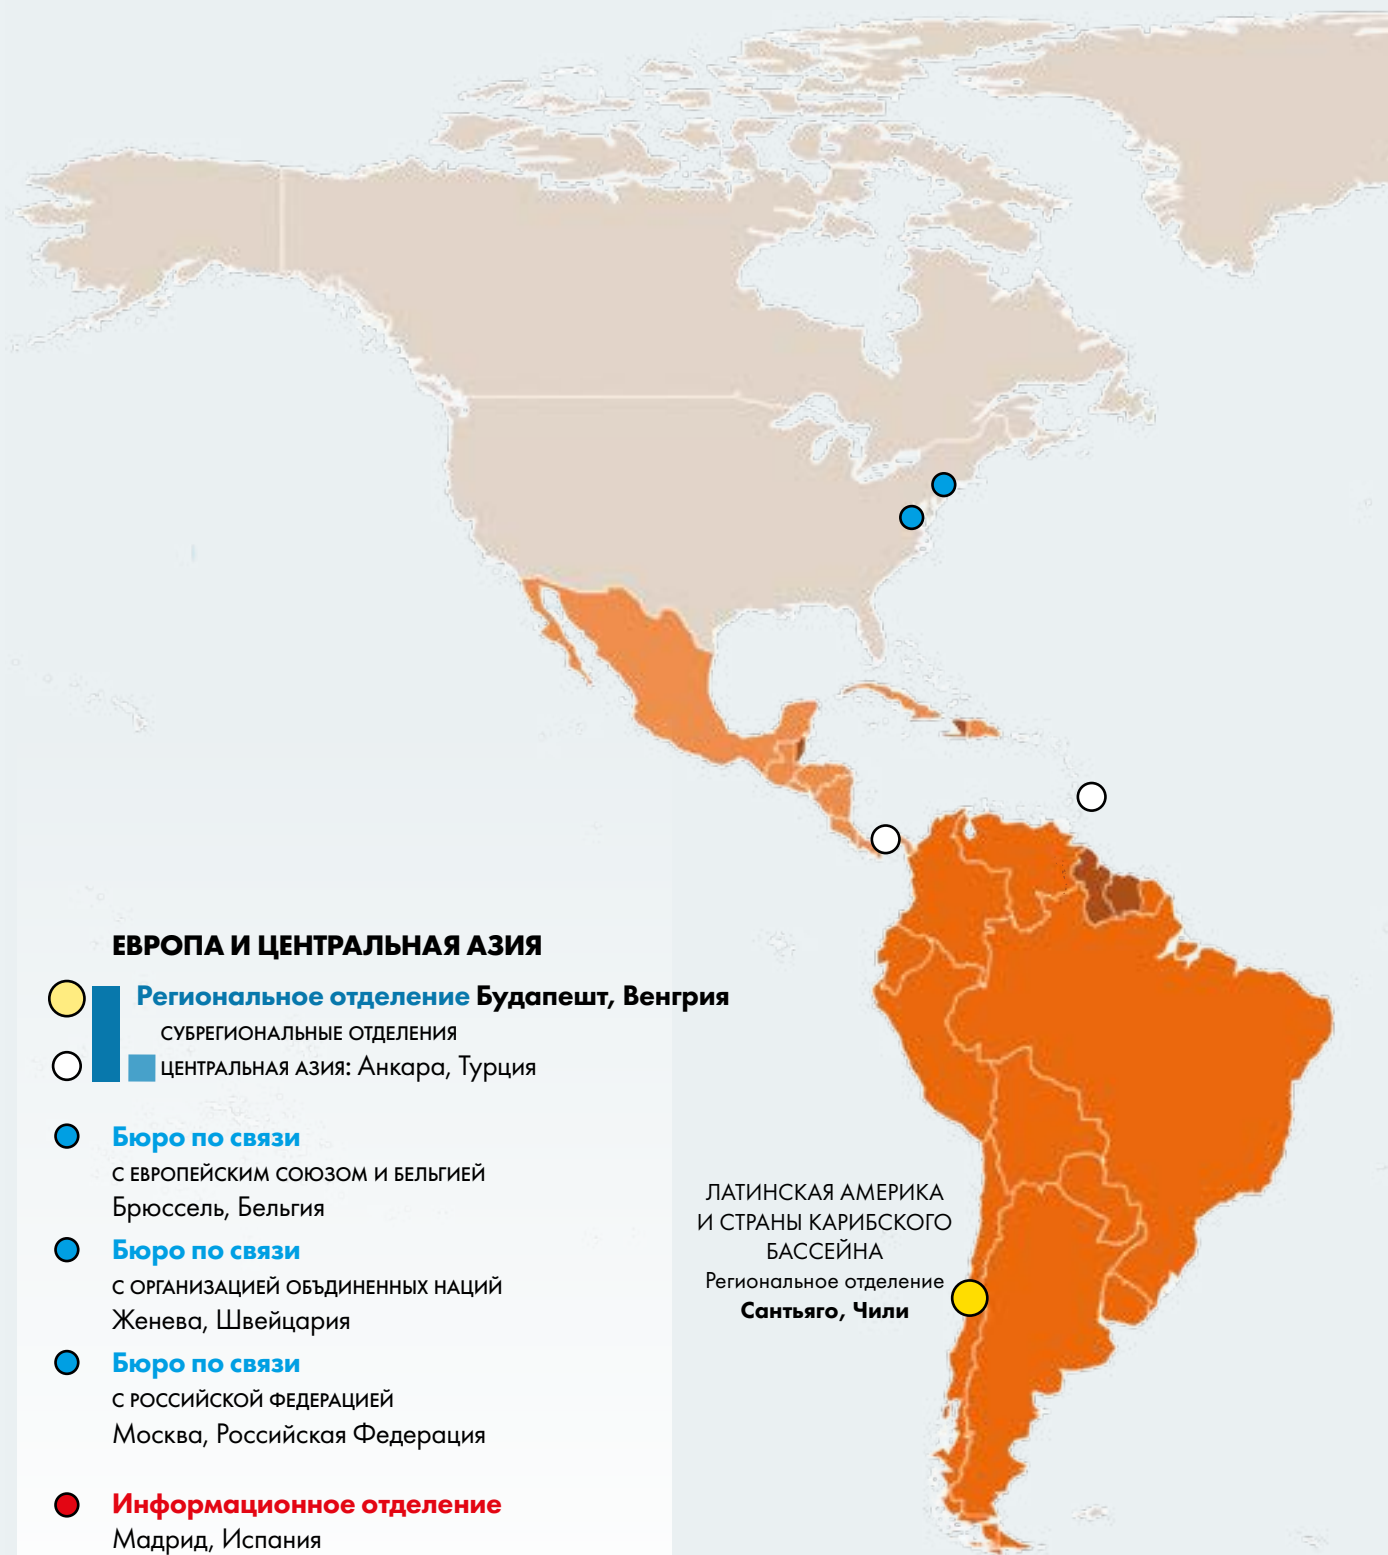 ЕВРОПА И ЦЕНТРАЛЬНАЯ АЗИЯ
Региональное отделение Будапешт, Венгрия
СУБРЕГИОНАЛЬНЫЕ ОТДЕЛЕНИЯ
ЦЕНТРАЛЬНАЯ АЗИЯ: Анкара, Турция
Бюро по связи
С ЕВРОПЕЙСКИМ СОЮЗОМ И БЕЛЬГИЕЙ
Брюссель, Бельгия
Бюро по связи
С ОРГАНИЗАЦИЕЙ ОБЪДИНЕННЫХ НАЦИЙ
Женева, Швейцария
Бюро по связи
С РОССИЙСКОЙ ФЕДЕРАЦИЕЙ
Москва, Российская Федерация
Информационное отделение
Мадрид, Испания
ЛАТИНСКАЯ АМЕРИКА
И СТРАНЫ КАРИБСКОГО
БАССЕЙНА
Региональное отделение
Сантьяго, Чили